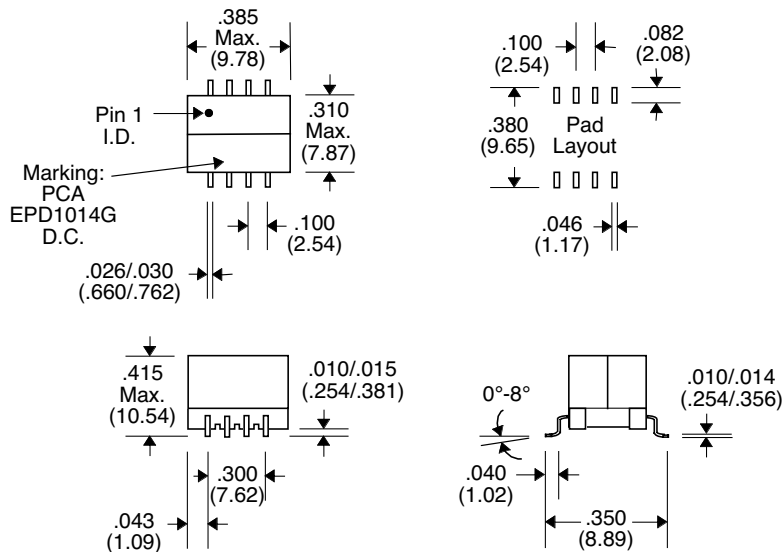 .385
Max.
(9.78)
Pin 1
I.D.
.310
Max.
(7.87)
Marking:
PCA
EPD1014G
D.C.
.100
(2.54)
.026/.030
(.660/.762)
.100
(2.54)
.082
(2.08)
.380
(9.65)
Pad
Layout
.046
(1.17)
.415
Max.
(10.54)
.010/.015
(.254/.381)
.300
(7.62)
.043
(1.09)
0°-8°
.010/.014
(.254/.356)
.040
(1.02)
.350
(8.89)